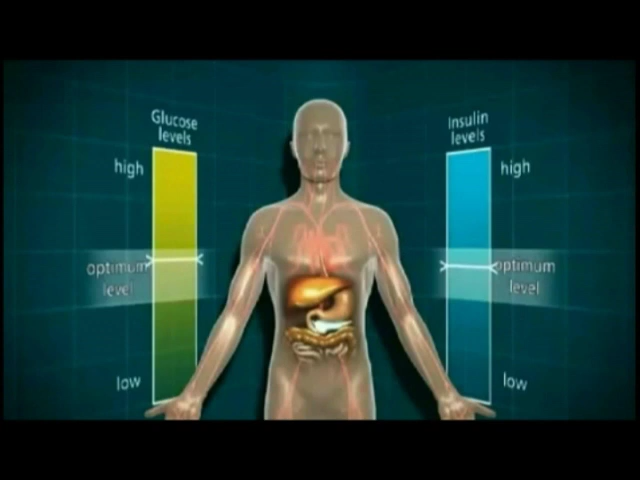 Glucose
levels
high
optimum
level
low
Insulin
levels
high
optimum
level
low